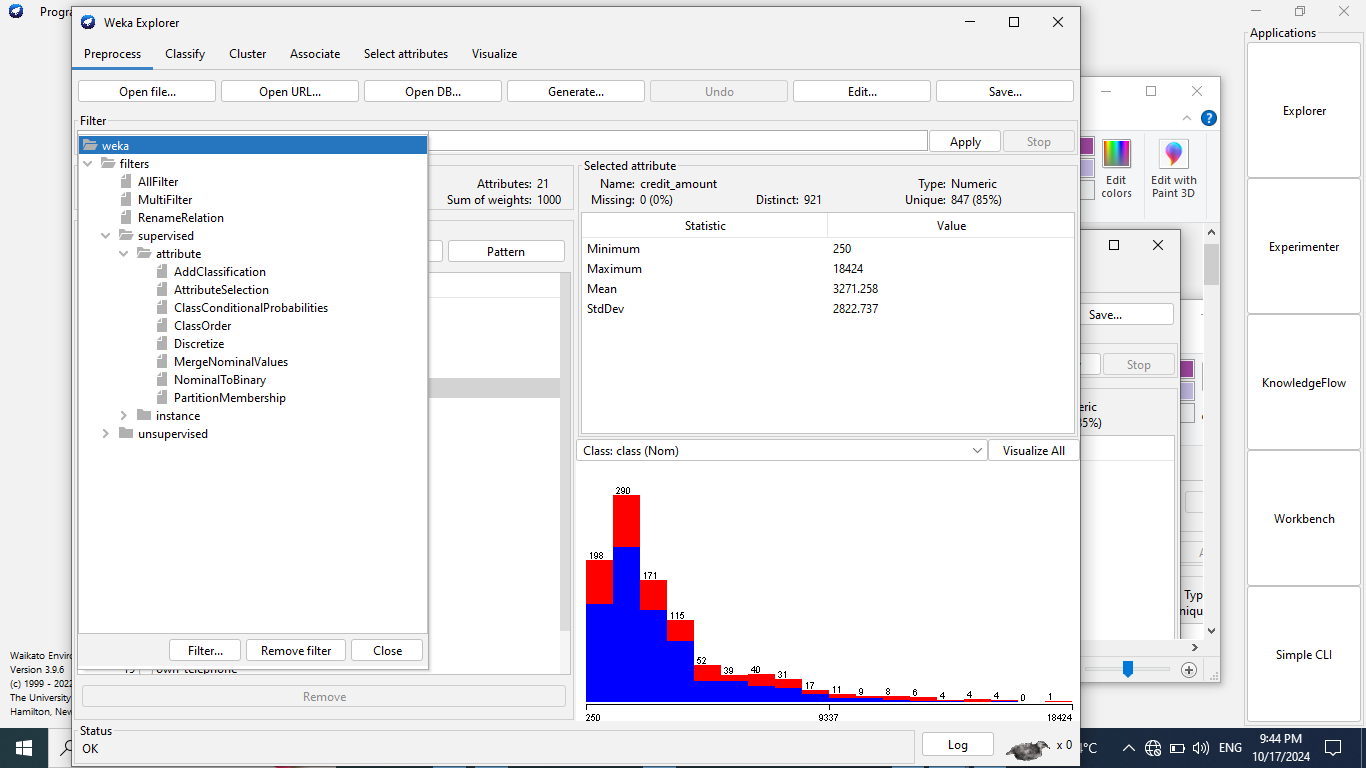 Progra
Weka Explorer
Applications
Preprocess Classify Cluster Associate Select attributes Visualize
Open file... Open URL... Open DB... Generate... Undo Edit... Save...
Filter
Apply Stop
weka
filters
AllFilter
MultiFilter
RenameRelation
supervised
attribute
AddClassification
AttributeSelection
ClassConditionalProbabilities
ClassOrder
Discretize
MergeNominalValues
NominalToBinary
PartitionMembership
instance
unsupervised
Filter... Remove filter Close
Attributes: 21
Sum of weights: 1000
Pattern
Remove
Selected attribute
Name: credit_amount Type: Numeric
Missing: 0 (0%) Distinct: 921 Unique: 847 (85%)
Statistic Value
Minimum 250
Maximum 18424
Mean 3271.258
StdDev 2822.737
Class: class (Nom) Visualize All
290
198
171
115
52
39
40
31
17
11
9
8
6
4
4
4
0
1
250 9337 18424
Status
OK
Log
x 0
Explorer
Experimenter
KnowledgeFlow
Workbench
Simple CLI
Edit
colors
Edit with
Paint 3D
Save...
Stop
eric
Typ
niqu
Waikato Enviro
Version 3.9.6
(c) 1999 - 2022
The University
Hamilton, New
°C
ENG
9:44 PM
10/17/2024